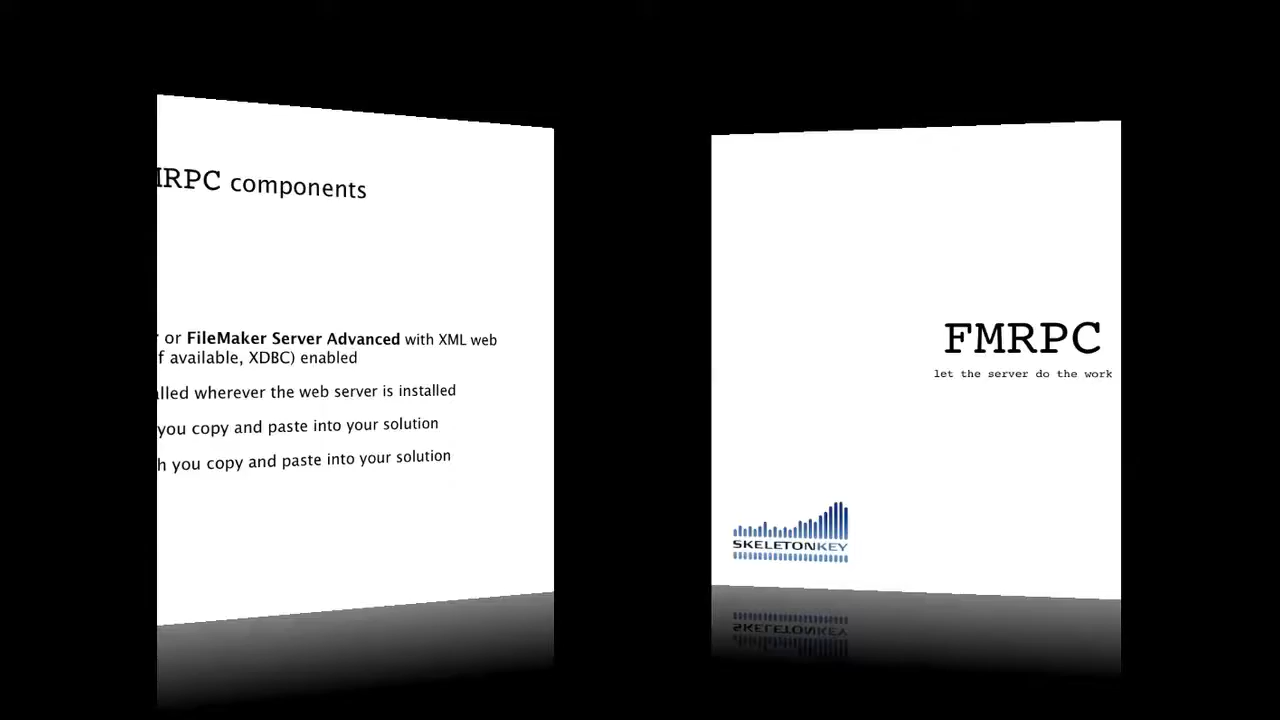 MRPC components
or FileMaker Server Advanced with XML web
f available, XDBC) enabled
lled wherever the web server is installed
you copy and paste into your solution
h you copy and paste into your solution
FMRPC
let the server do the work
SKELETONKEY